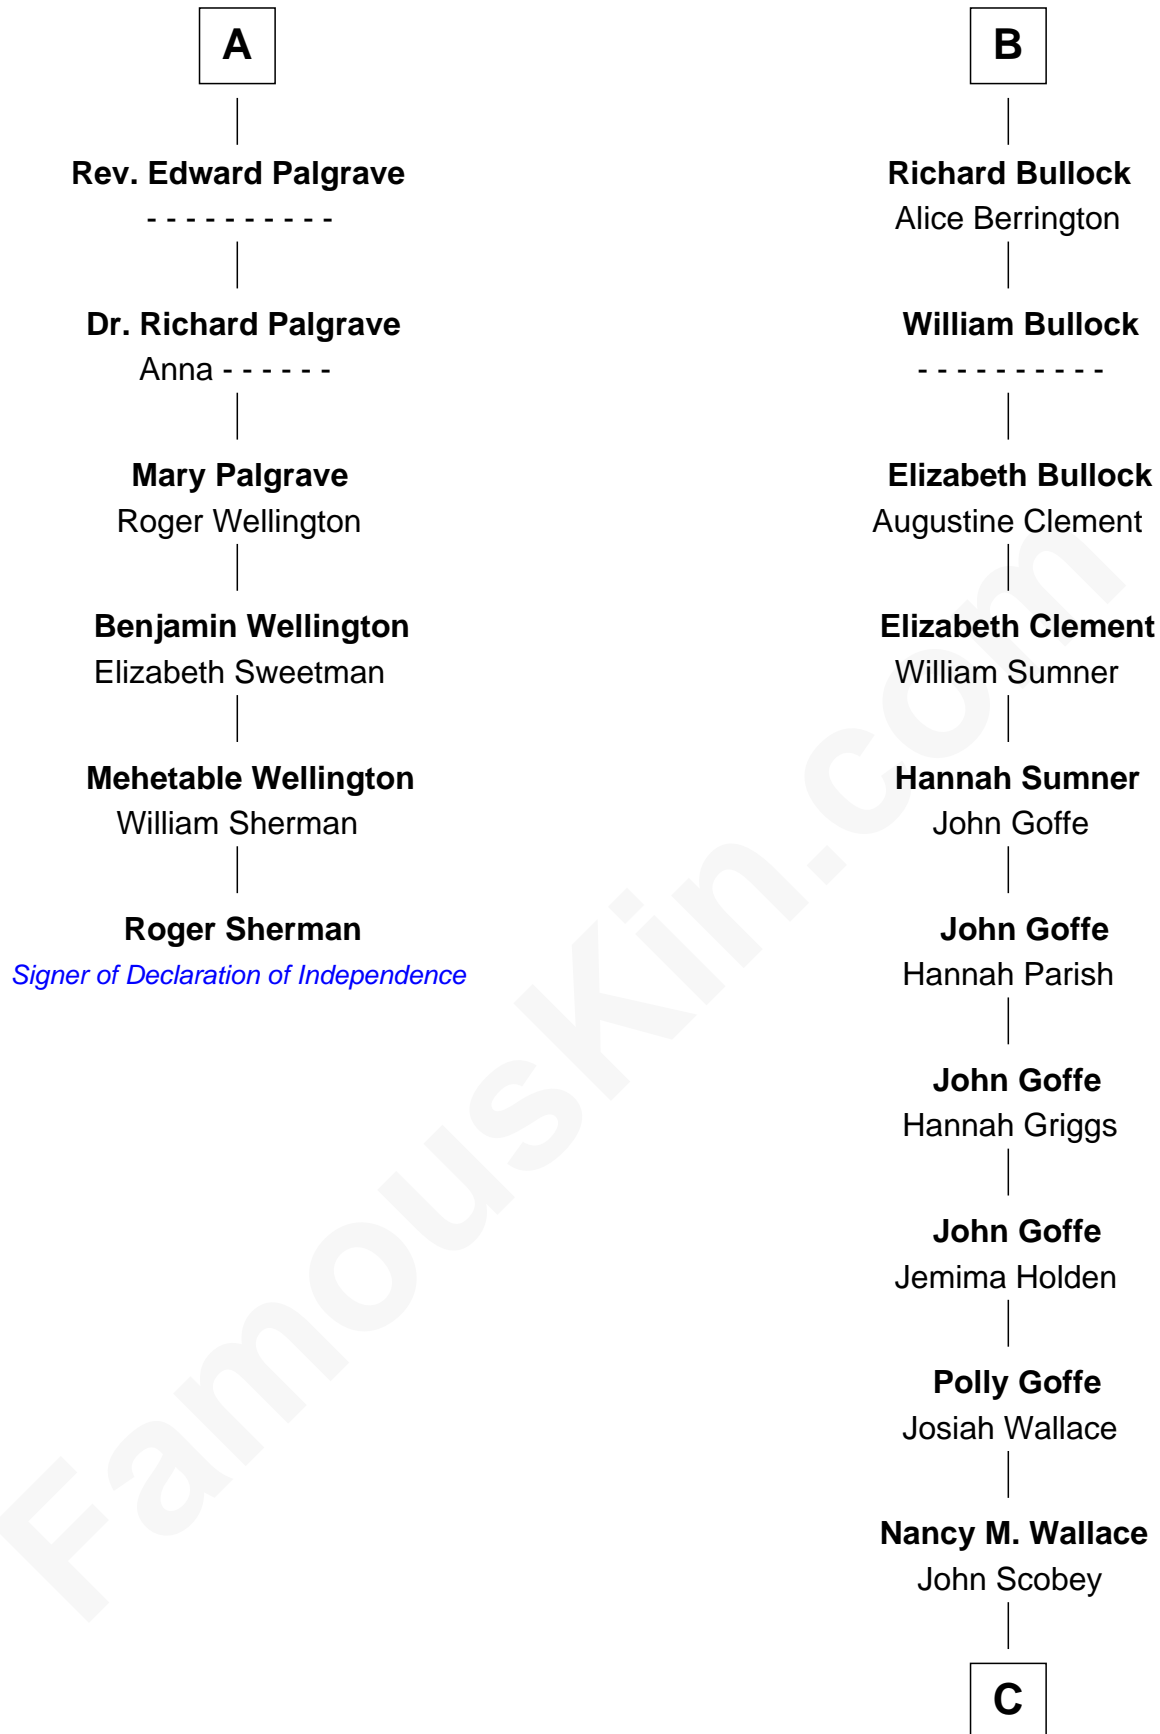 A
Rev. Edward Palgrave
- - - - - - - - - -
Dr. Richard Palgrave
Anna - - - - - -
Mary Palgrave
Roger Wellington
Benjamin Wellington
Elizabeth Sweetman
Mehetable Wellington
William Sherman
Roger Sherman
Signer of Declaration of Independence
B
Richard Bullock
Alice Berrington
William Bullock
- - - - - - - - - -
Elizabeth Bullock
Augustine Clement
Elizabeth Clement
William Sumner
Hannah Sumner
John Goffe
John Goffe
Hannah Parish
John Goffe
Hannah Griggs
John Goffe
Jemima Holden
Polly Goffe
Josiah Wallace
Nancy M. Wallace
John Scobey
C
FamousKin.com